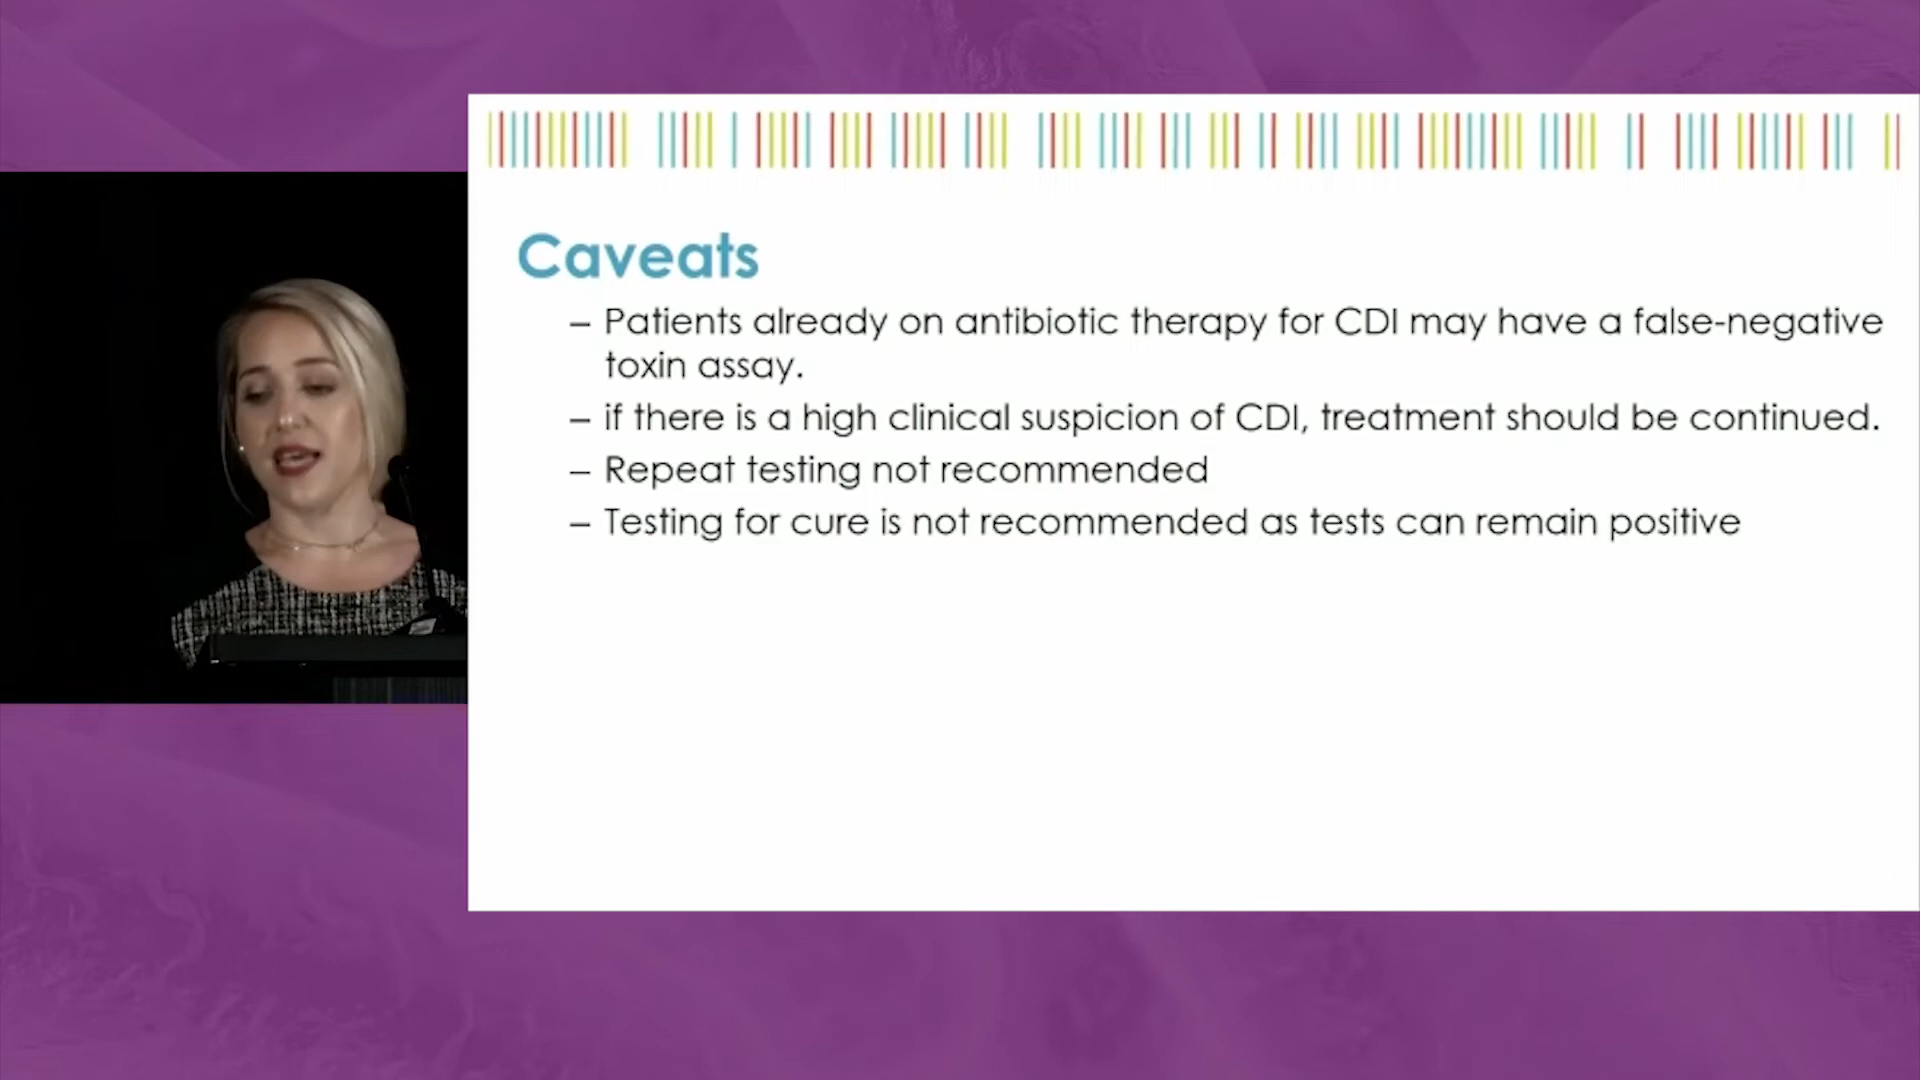 Caveats
– Patients already on antibiotic therapy for CDI may have a false-negative
toxin assay.
– if there is a high clinical suspicion of CDI, treatment should be continued.
– Repeat testing not recommended
– Testing for cure is not recommended as tests can remain positive